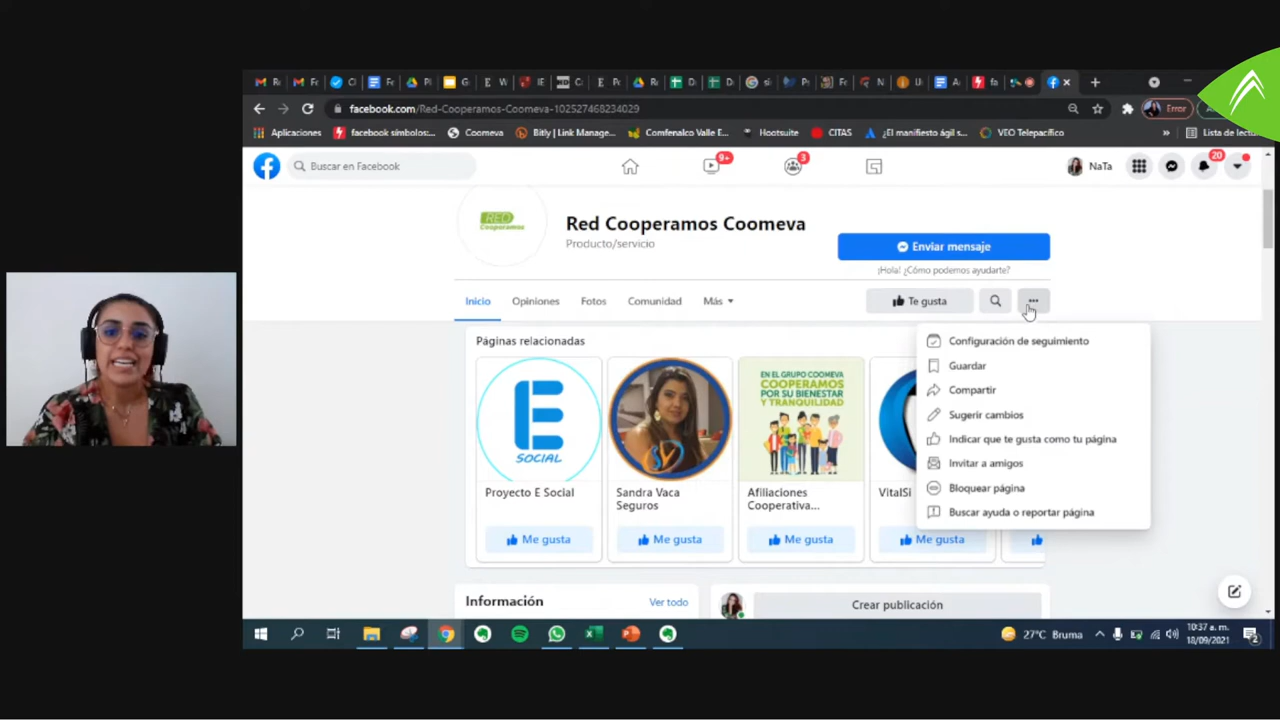 facebook.com/Red-Cooperamos-Coomeva-102527468234029
Error
Aplicaciones
facebook símbolos...
Coomeva
Bitly | Link Manage...
Comfenalco Valle E...
Hootsuite
CITAS
¿El manifiesto ágil s...
VEO Telepacífico
»
Lista de lectu
Buscar en Facebook
9+
3
NaTa
20
RED
Cooperamos
Red Cooperamos Coomeva
Producto/servicio
Enviar mensaje
¡Hola! ¿Cómo podemos ayudarte?
Inicio
Opiniones
Fotos
Comunidad
Más
Te gusta
...
Páginas relacionadas
Configuración de seguimiento
Guardar
Compartir
Sugerir cambios
Indicar que te gusta como tu página
Invitar a amigos
Bloquear página
Buscar ayuda o reportar página
E
SOCIAL
EN EL GRUPO COOMEVA
COOPERAMOS
POR SU BIENESTAR
Y TRANQUILIDAD
Proyecto E Social
Sandra Vaca
Seguros
Afiliaciones
Cooperativa...
VitalSi
Me gusta
Me gusta
Me gusta
Me gusta
Información
Ver todo
Crear publicación
27°C Bruma
10:37 a. m.
18/09/2021
2